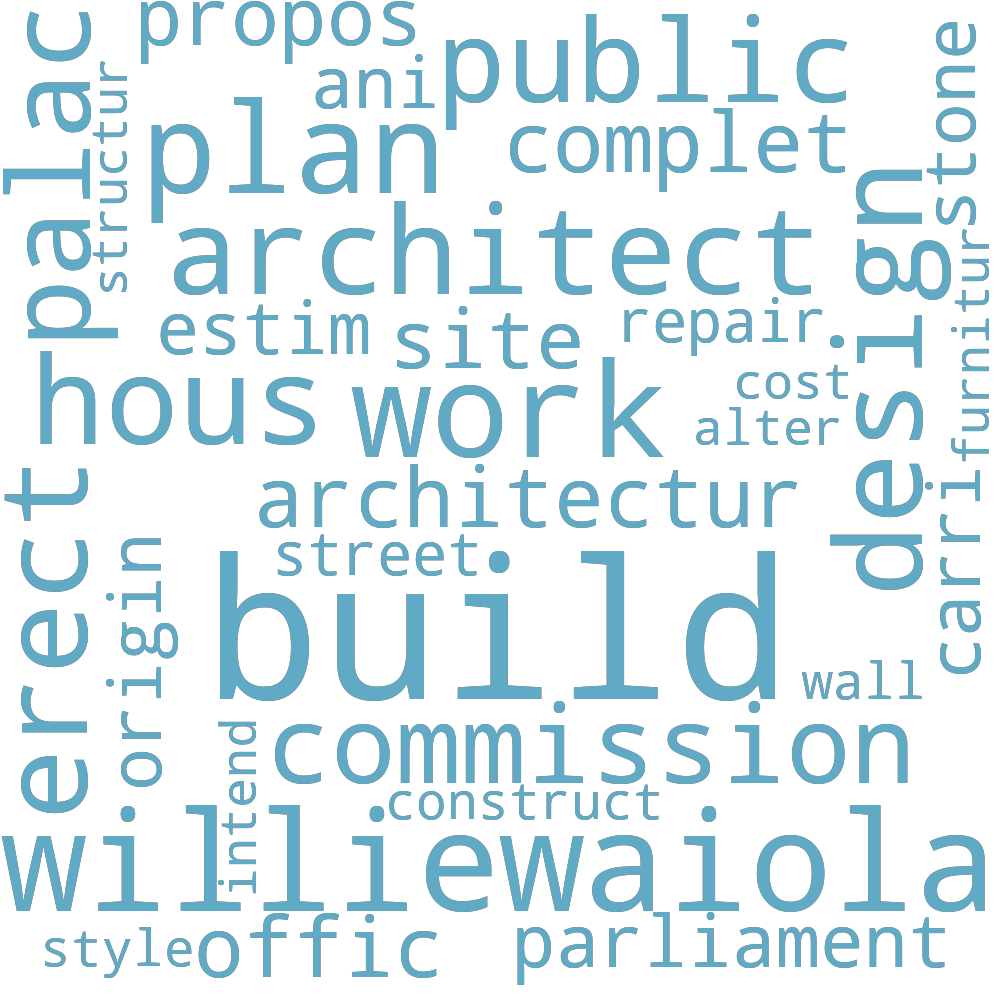 propos
public
ani
palac
structur
plan
complet
stone
architect
design
estim
site
repair
furnitur
hous
work
cost
alter
erect
architectur
carri
street
origin
build
wall
intend
commission
construct
williewaiola
style
offic
parliament